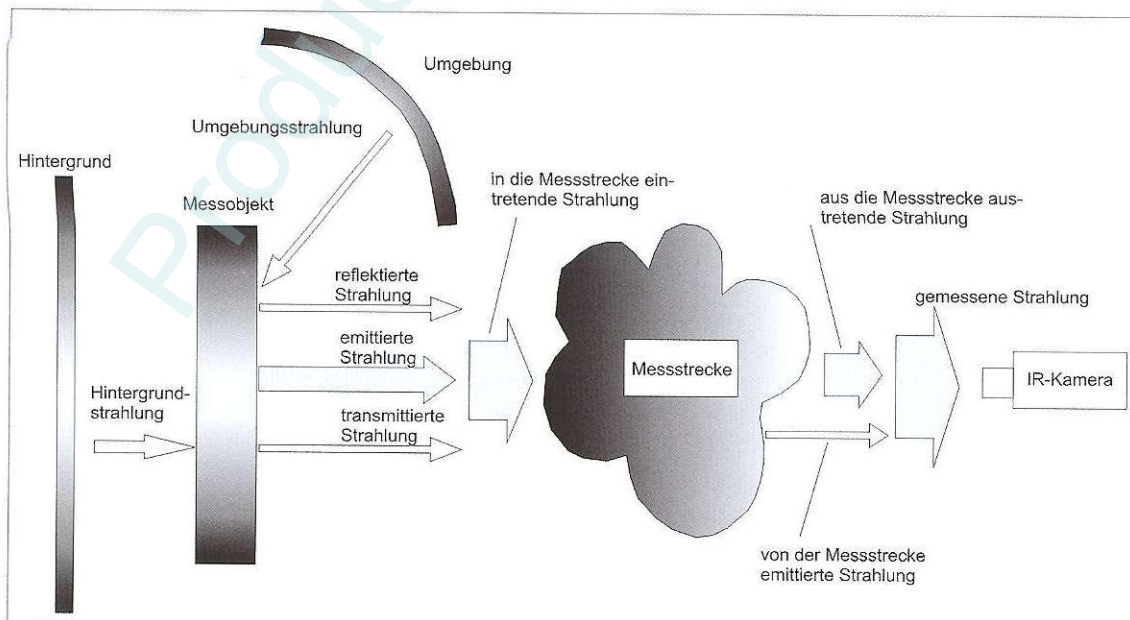 Produ
Umgebung
Umgebungsstrahlung
Hintergrund
Messobjekt
in die Messstrecke ein-
tretende Strahlung
aus die Messstrecke aus-
tretende Strahlung
reflektierte
Strahlung
gemessene Strahlung
emittierte
Strahlung
Messstrecke
IR-Kamera
Hintergrund-
strahlung
transmittierte
Strahlung
von der Messstrecke
emittierte Strahlung